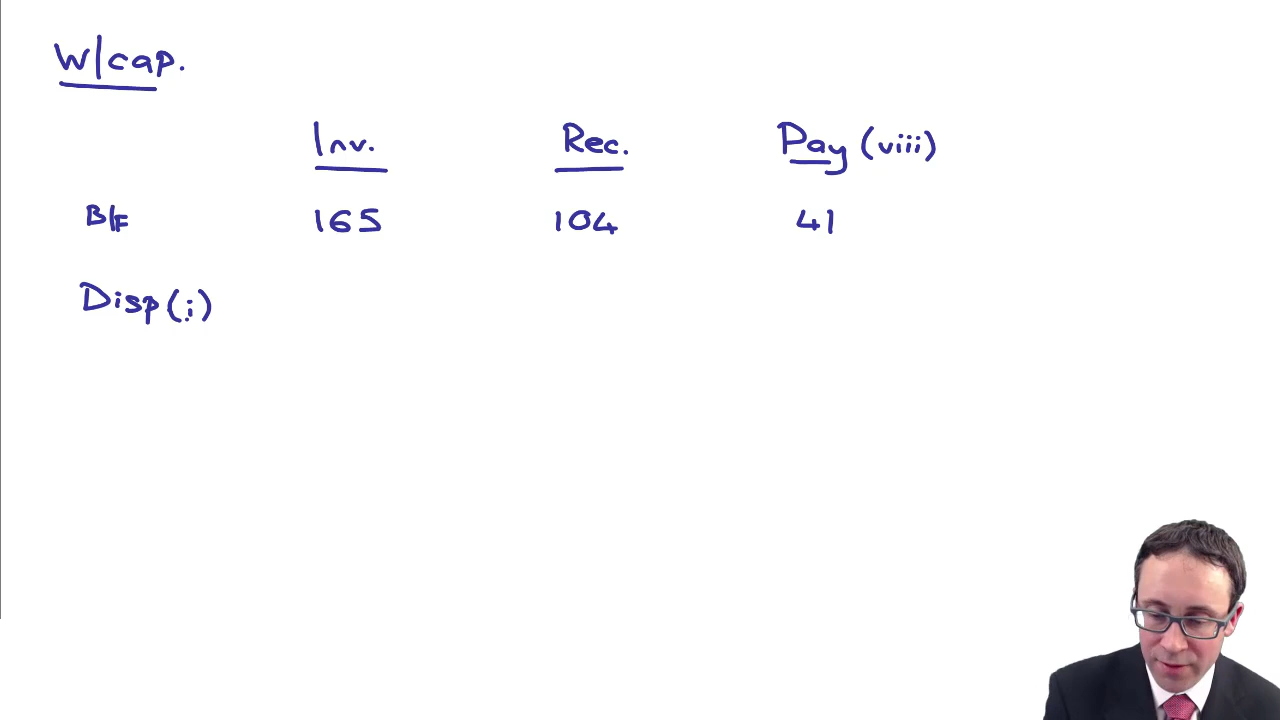 W/cap.
Inv. Rec. Pay (viii)
B/F 165 104 41
Disp (i)